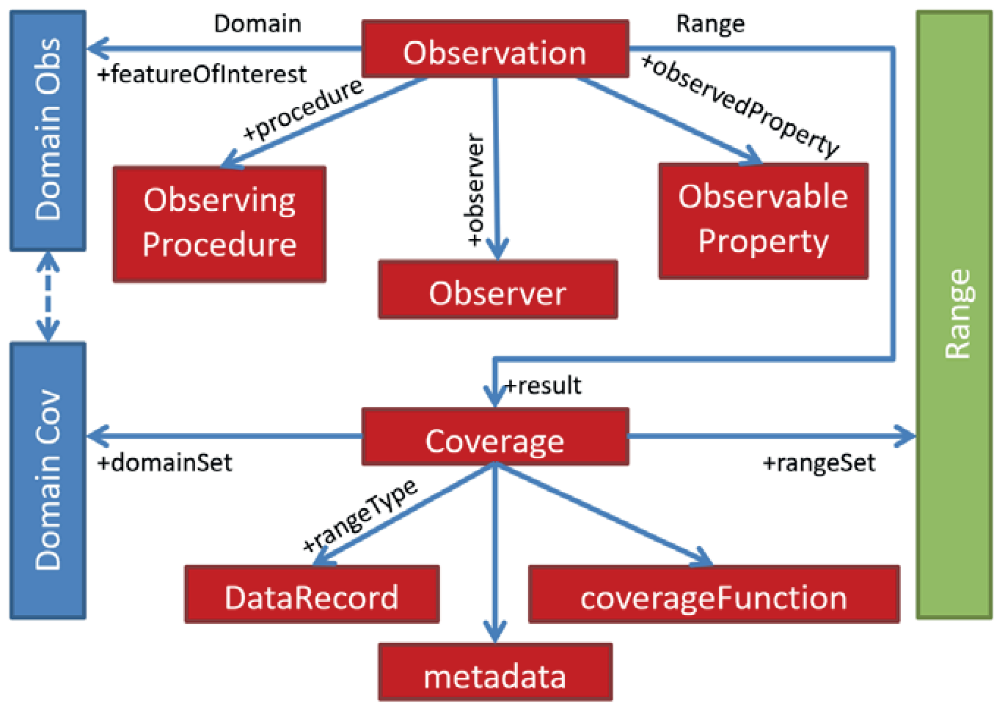 Domain
Observation
Range
Domain Obs
+featureOfInterest
+procedure
+observer
+observedProperty
Observing
Procedure
Observable
Property
Observer
Range
+result
Coverage
Domain Cov
+domainSet
+rangeSet
+rangeType
DataRecord
coverageFunction
metadata